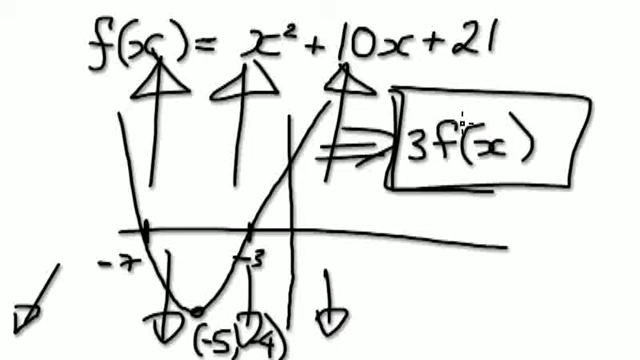 f(x) = x² + 10x + 21
3f(x)
-7
-3
(-5, -4)